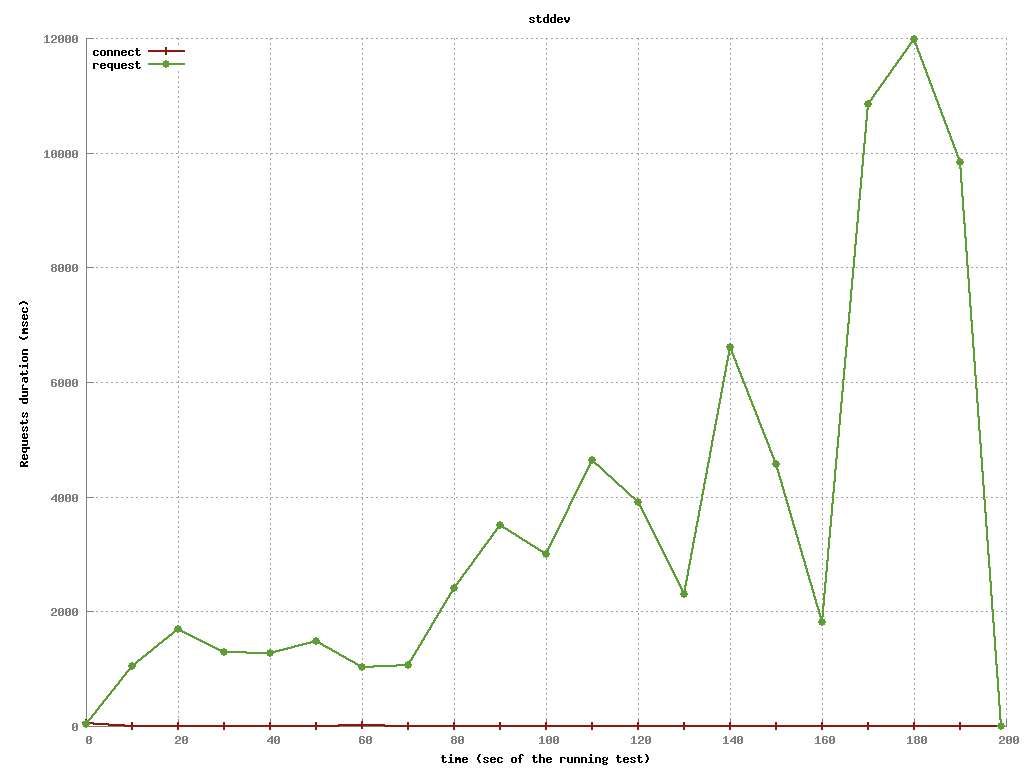 stddev
connect
request
12000
10000
8000
6000
4000
2000
0
Requests duration (msec)
0 20 40 60 80 100 120 140 160 180 200
time (sec of the running test)